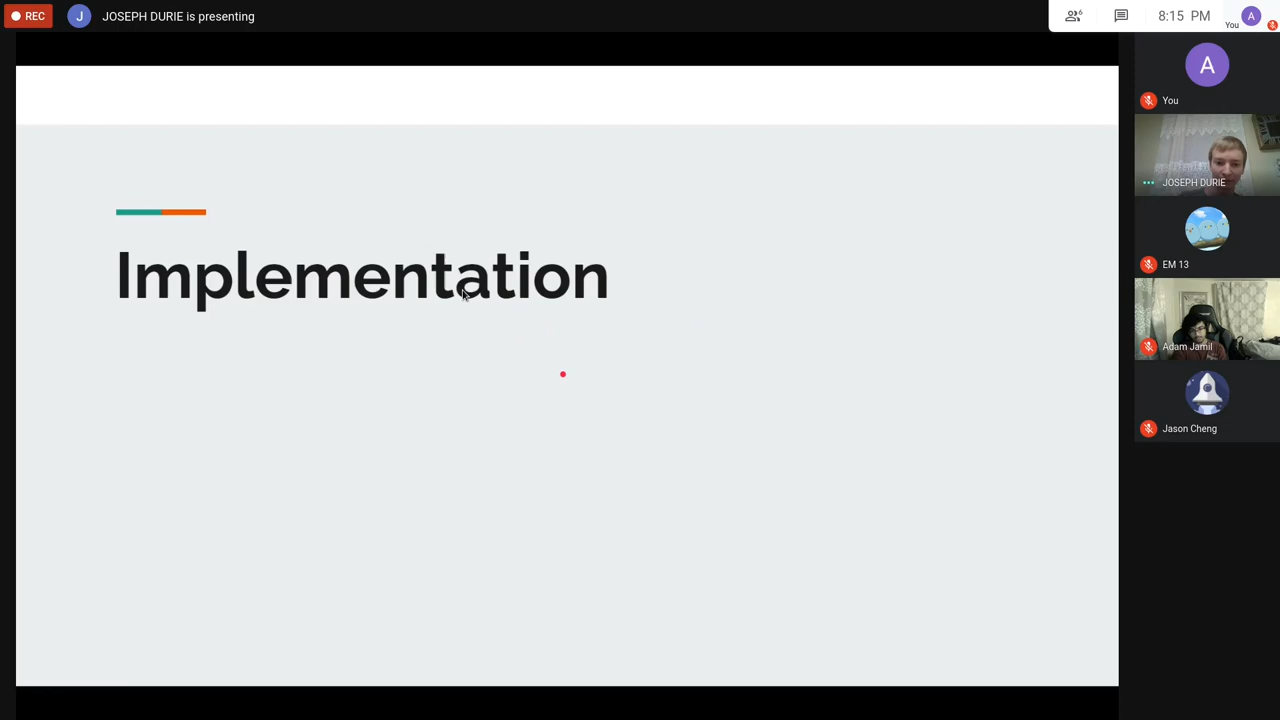 REC
J
JOSEPH DURIE is presenting
6
8:15 PM
You
A
A
You
Implementation
JOSEPH DURIE
EM 13
Adam Jamil
Jason Cheng